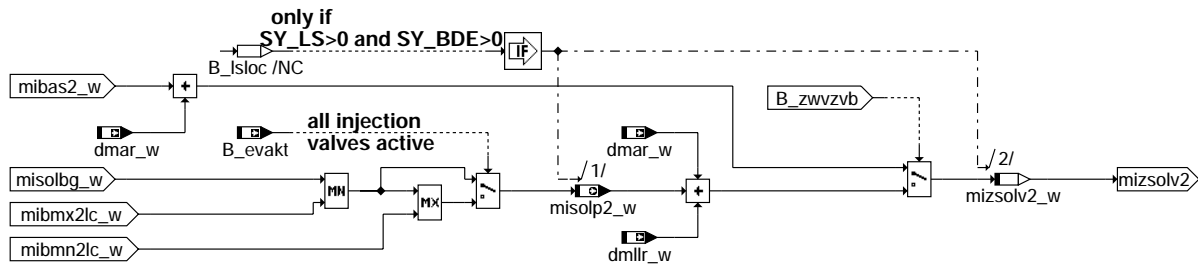 only if
SY_LS>0 and SY_BDE>0
IF
B_lsloc /NC
mibas2_w
+
dmar_w
B_zwvzvb
all injection
valves active
B_evakt
dmar_w
misolbg_w
MN
/1/
/2/
mizsolv2
mibmx2lc_w
MX
misolp2_w
+
mizsolv2_w
mibmn2lc_w
dmllr_w